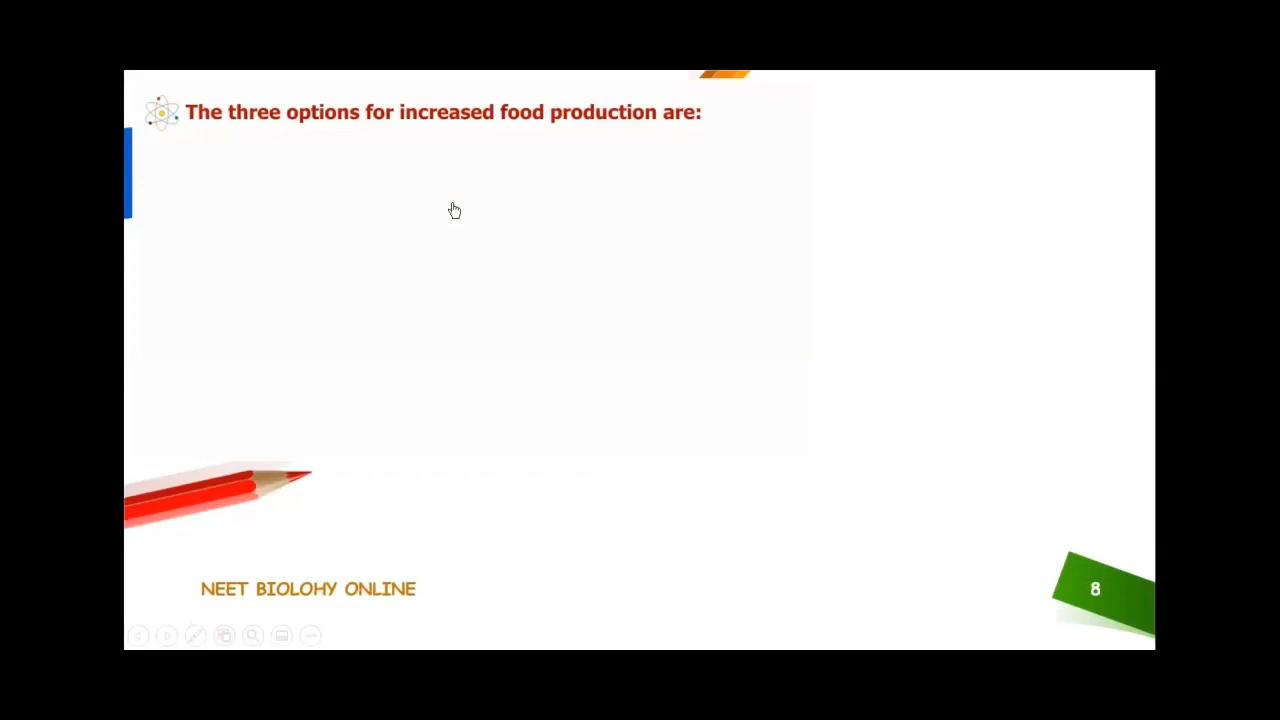 The three options for increased food production are:
NEET BIOLOHY ONLINE
8